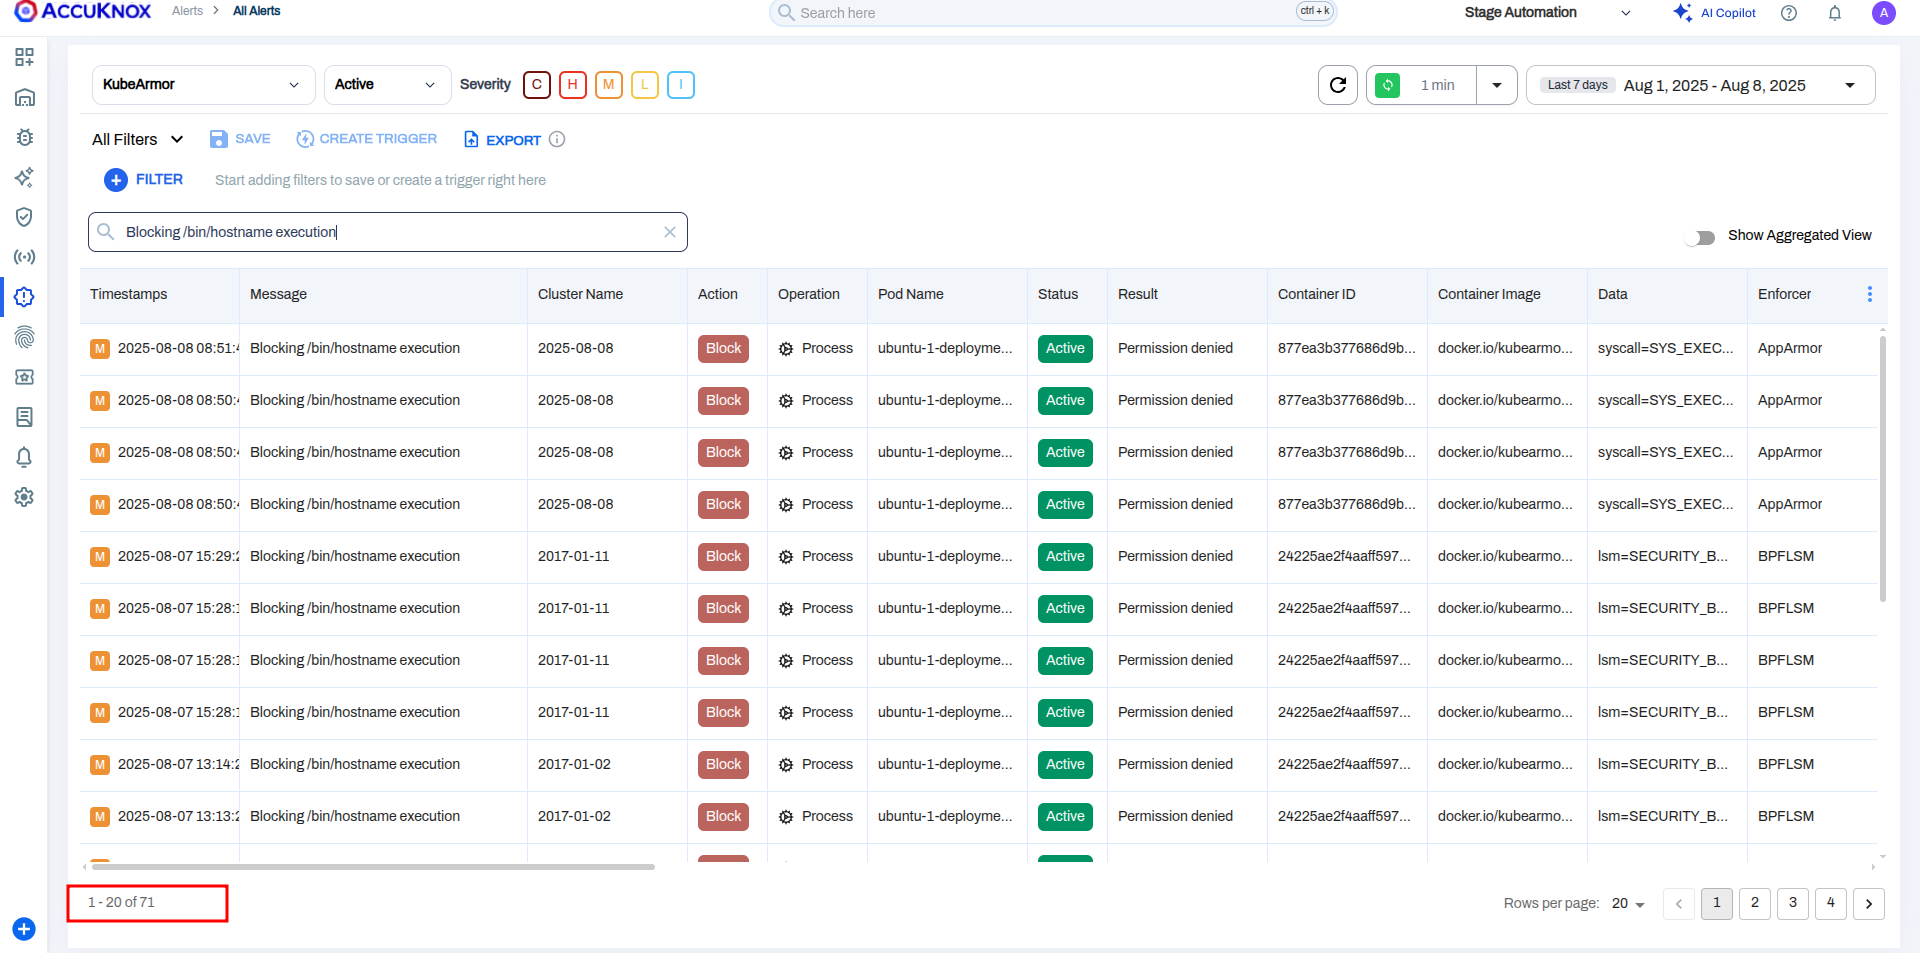 ACCUKNOX Alerts > All Alerts Search here ctrl + k Stage Automation AI Copilot A
KubeArmor Active Severity C H M L I 1 min Last 7 days Aug 1, 2025 - Aug 8, 2025
All Filters SAVE CREATE TRIGGER EXPORT
+ FILTER Start adding filters to save or create a trigger right here
Blocking /bin/hostname execution Show Aggregated View
Timestamps Message Cluster Name Action Operation Pod Name Status Result Container ID Container Image Data Enforcer
M 2025-08-08 08:51: Blocking /bin/hostname execution 2025-08-08 Block Process ubuntu-1-deployme... Active Permission denied 877ea3b377686d9b... docker.io/kubearmo... syscall=SYS_EXEC... AppArmor
M 2025-08-08 08:50: Blocking /bin/hostname execution 2025-08-08 Block Process ubuntu-1-deployme... Active Permission denied 877ea3b377686d9b... docker.io/kubearmo... syscall=SYS_EXEC... AppArmor
M 2025-08-08 08:50: Blocking /bin/hostname execution 2025-08-08 Block Process ubuntu-1-deployme... Active Permission denied 877ea3b377686d9b... docker.io/kubearmo... syscall=SYS_EXEC... AppArmor
M 2025-08-08 08:50: Blocking /bin/hostname execution 2025-08-08 Block Process ubuntu-1-deployme... Active Permission denied 877ea3b377686d9b... docker.io/kubearmo... syscall=SYS_EXEC... AppArmor
M 2025-08-07 15:29: Blocking /bin/hostname execution 2017-01-11 Block Process ubuntu-1-deployme... Active Permission denied 24225ae2f4aaff597... docker.io/kubearmo... lsm=SECURITY_B... BPFLSM
M 2025-08-07 15:28: Blocking /bin/hostname execution 2017-01-11 Block Process ubuntu-1-deployme... Active Permission denied 24225ae2f4aaff597... docker.io/kubearmo... lsm=SECURITY_B... BPFLSM
M 2025-08-07 15:28: Blocking /bin/hostname execution 2017-01-11 Block Process ubuntu-1-deployme... Active Permission denied 24225ae2f4aaff597... docker.io/kubearmo... lsm=SECURITY_B... BPFLSM
M 2025-08-07 15:28: Blocking /bin/hostname execution 2017-01-11 Block Process ubuntu-1-deployme... Active Permission denied 24225ae2f4aaff597... docker.io/kubearmo... lsm=SECURITY_B... BPFLSM
M 2025-08-07 13:14: Blocking /bin/hostname execution 2017-01-02 Block Process ubuntu-1-deployme... Active Permission denied 24225ae2f4aaff597... docker.io/kubearmo... lsm=SECURITY_B... BPFLSM
M 2025-08-07 13:13: Blocking /bin/hostname execution 2017-01-02 Block Process ubuntu-1-deployme... Active Permission denied 24225ae2f4aaff597... docker.io/kubearmo... lsm=SECURITY_B... BPFLSM
1 - 20 of 71 Rows per page: 20 < 1 2 3 4 >